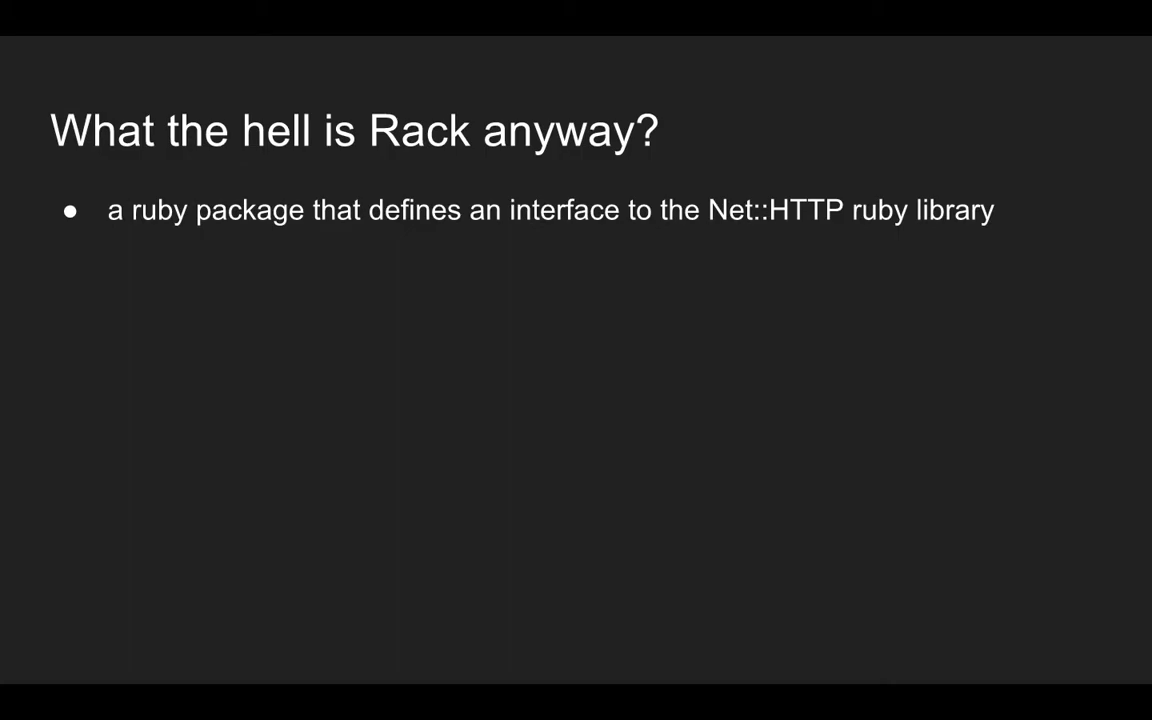 What the hell is Rack anyway?
● a ruby package that defines an interface to the Net::HTTP ruby library